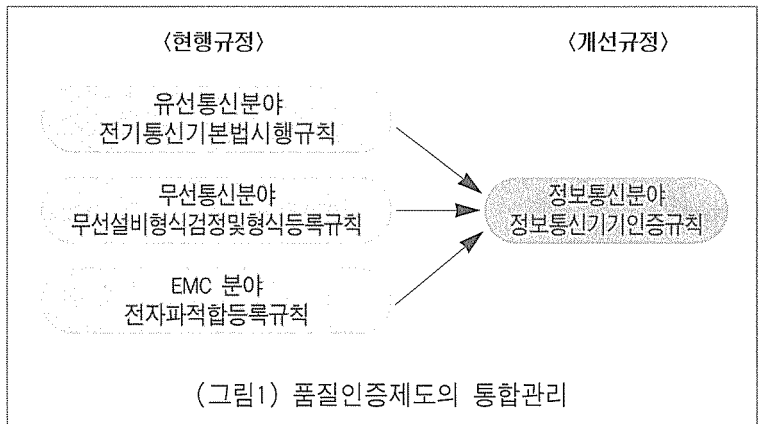 <현행규정>
<개선규정>
유선통신분야
전기통신기본법시행규칙
무선통신분야
무선설비형식검정및형식등록규칙
EMC 분야
전자파적합등록규칙
정보통신분야
정보통신기기인증규칙
(그림1) 품질인증제도의 통합관리